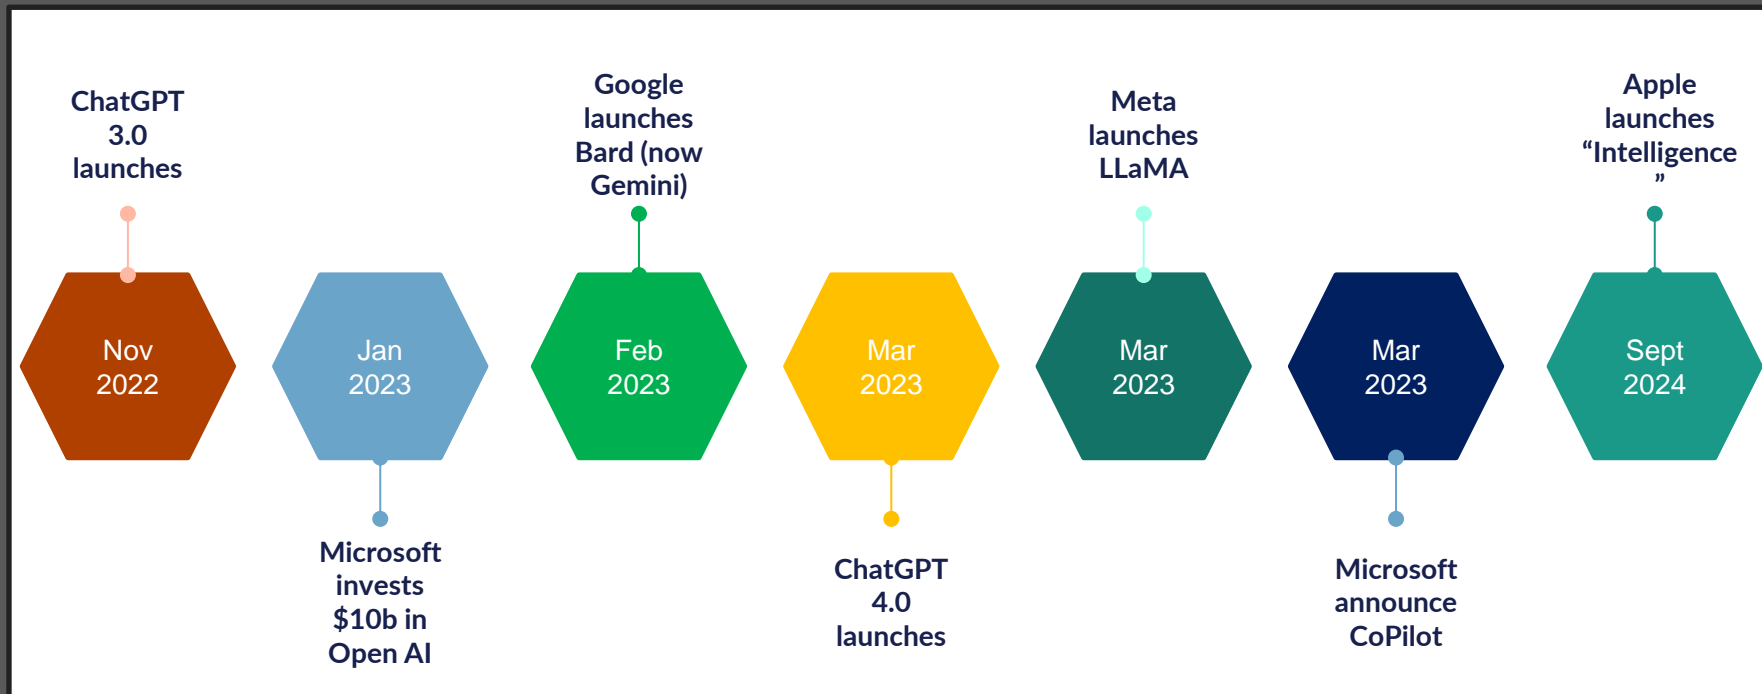 ChatGPT
3.0
launches
Google
launches
Bard (now
Gemini)
Meta
launches
LLaMA
Apple
launches
“Intelligence
”
Nov
2022
Jan
2023
Feb
2023
Mar
2023
Mar
2023
Mar
2023
Sept
2024
Microsoft
invests
$10b in
Open AI
ChatGPT
4.0
launches
Microsoft
announce
CoPilot